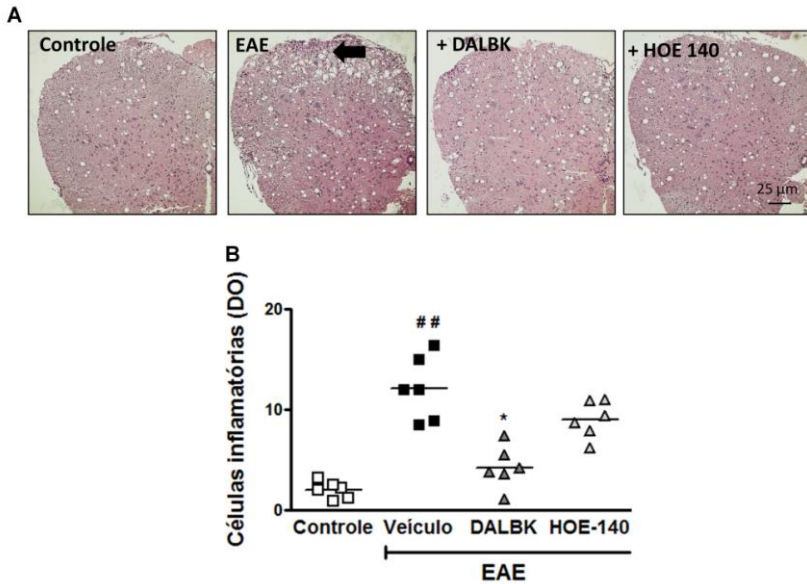 A
Controle
EAE
+ DALBK
+ HOE 140
25 µm
B
Células inflamatórias (DO)
20
10
0
# #
*
Controle Veículo DALBK HOE-140
EAE